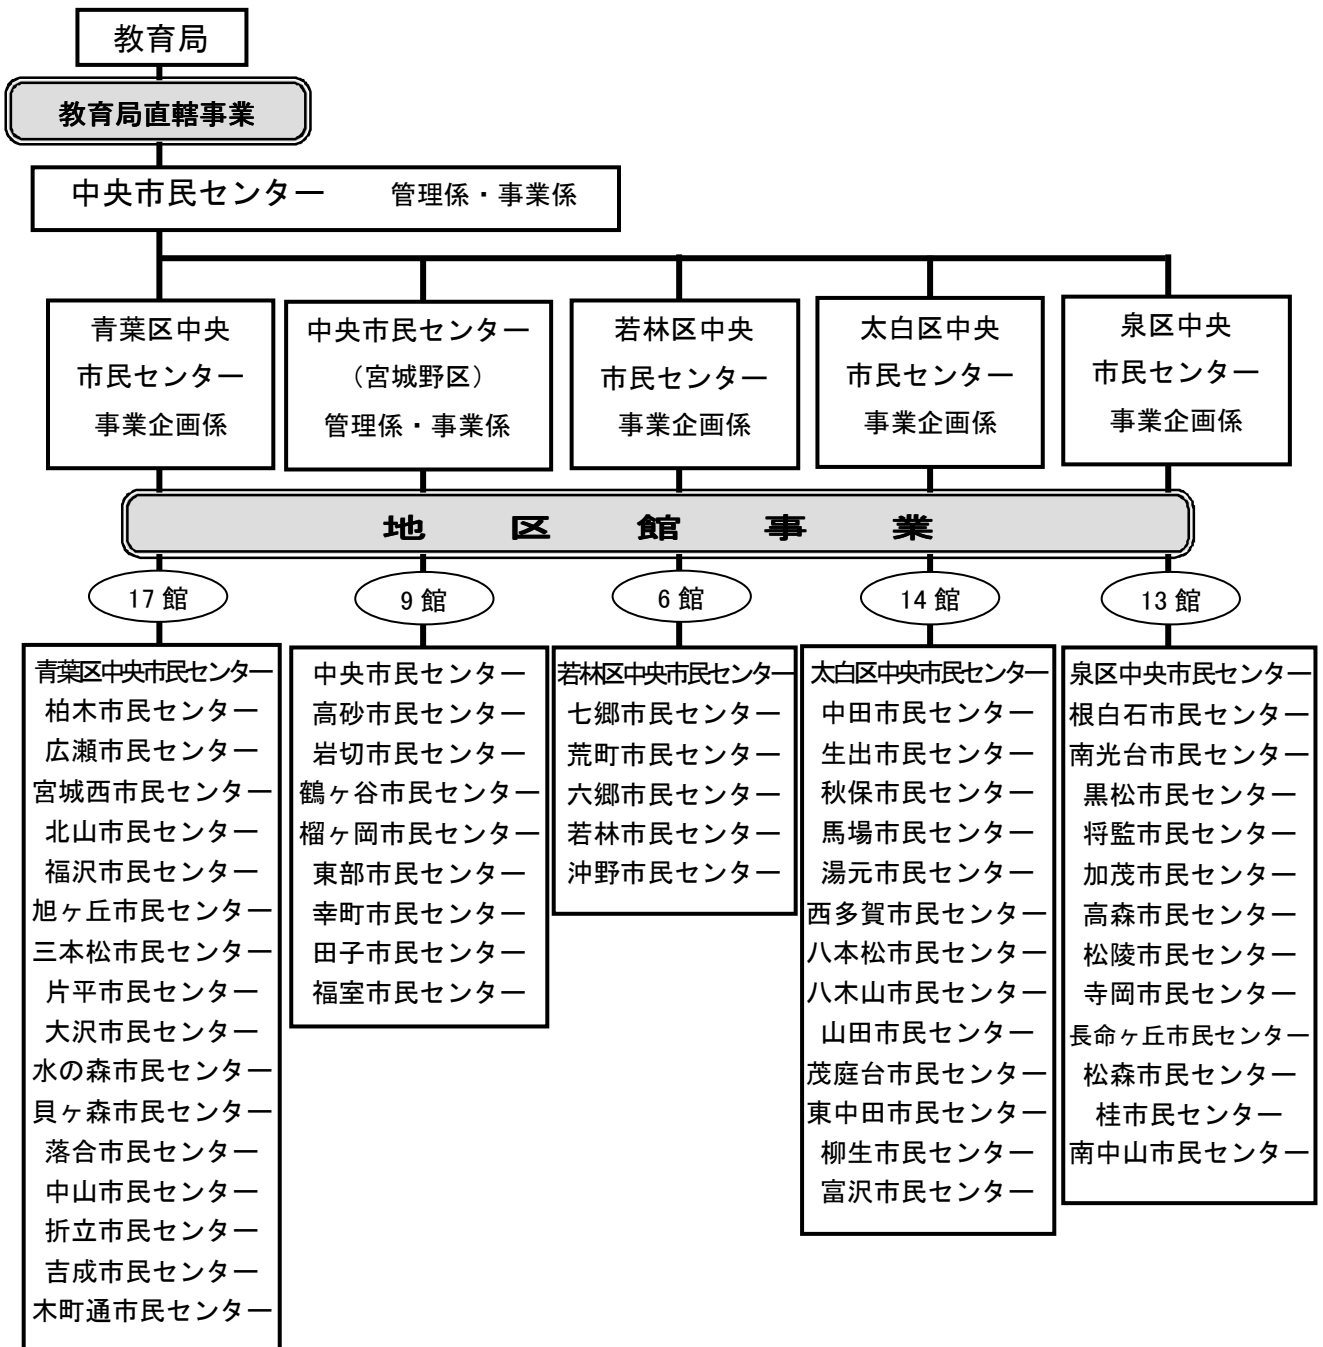 教育局
教育局直轄事業
中央市民センター　管理係・事業係
青葉区中央
市民センター
事業企画係
中央市民センター
（宮城野区）
管理係・事業係
若林区中央
市民センター
事業企画係
太白区中央
市民センター
事業企画係
泉区中央
市民センター
事業企画係
地区館事業
17館
9館
6館
14館
13館
青葉区中央市民センター
柏木市民センター
広瀬市民センター
宮城西市民センター
北山市民センター
福沢市民センター
旭ヶ丘市民センター
三本松市民センター
片平市民センター
大沢市民センター
水の森市民センター
貝ヶ森市民センター
落合市民センター
中山市民センター
折立市民センター
吉成市民センター
木町通市民センター
中央市民センター
高砂市民センター
岩切市民センター
鶴ヶ谷市民センター
榴ヶ岡市民センター
東部市民センター
幸町市民センター
田子市民センター
福室市民センター
若林区中央市民センター
七郷市民センター
荒町市民センター
六郷市民センター
若林市民センター
沖野市民センター
太白区中央市民センター
中田市民センター
生出市民センター
秋保市民センター
馬場市民センター
湯元市民センター
西多賀市民センター
八本松市民センター
八木山市民センター
山田市民センター
茂庭台市民センター
東中田市民センター
柳生市民センター
富沢市民センター
泉区中央市民センター
根白石市民センター
南光台市民センター
黒松市民センター
将監市民センター
加茂市民センター
高森市民センター
松陵市民センター
寺岡市民センター
長命ヶ丘市民センター
松森市民センター
桂市民センター
南中山市民センター